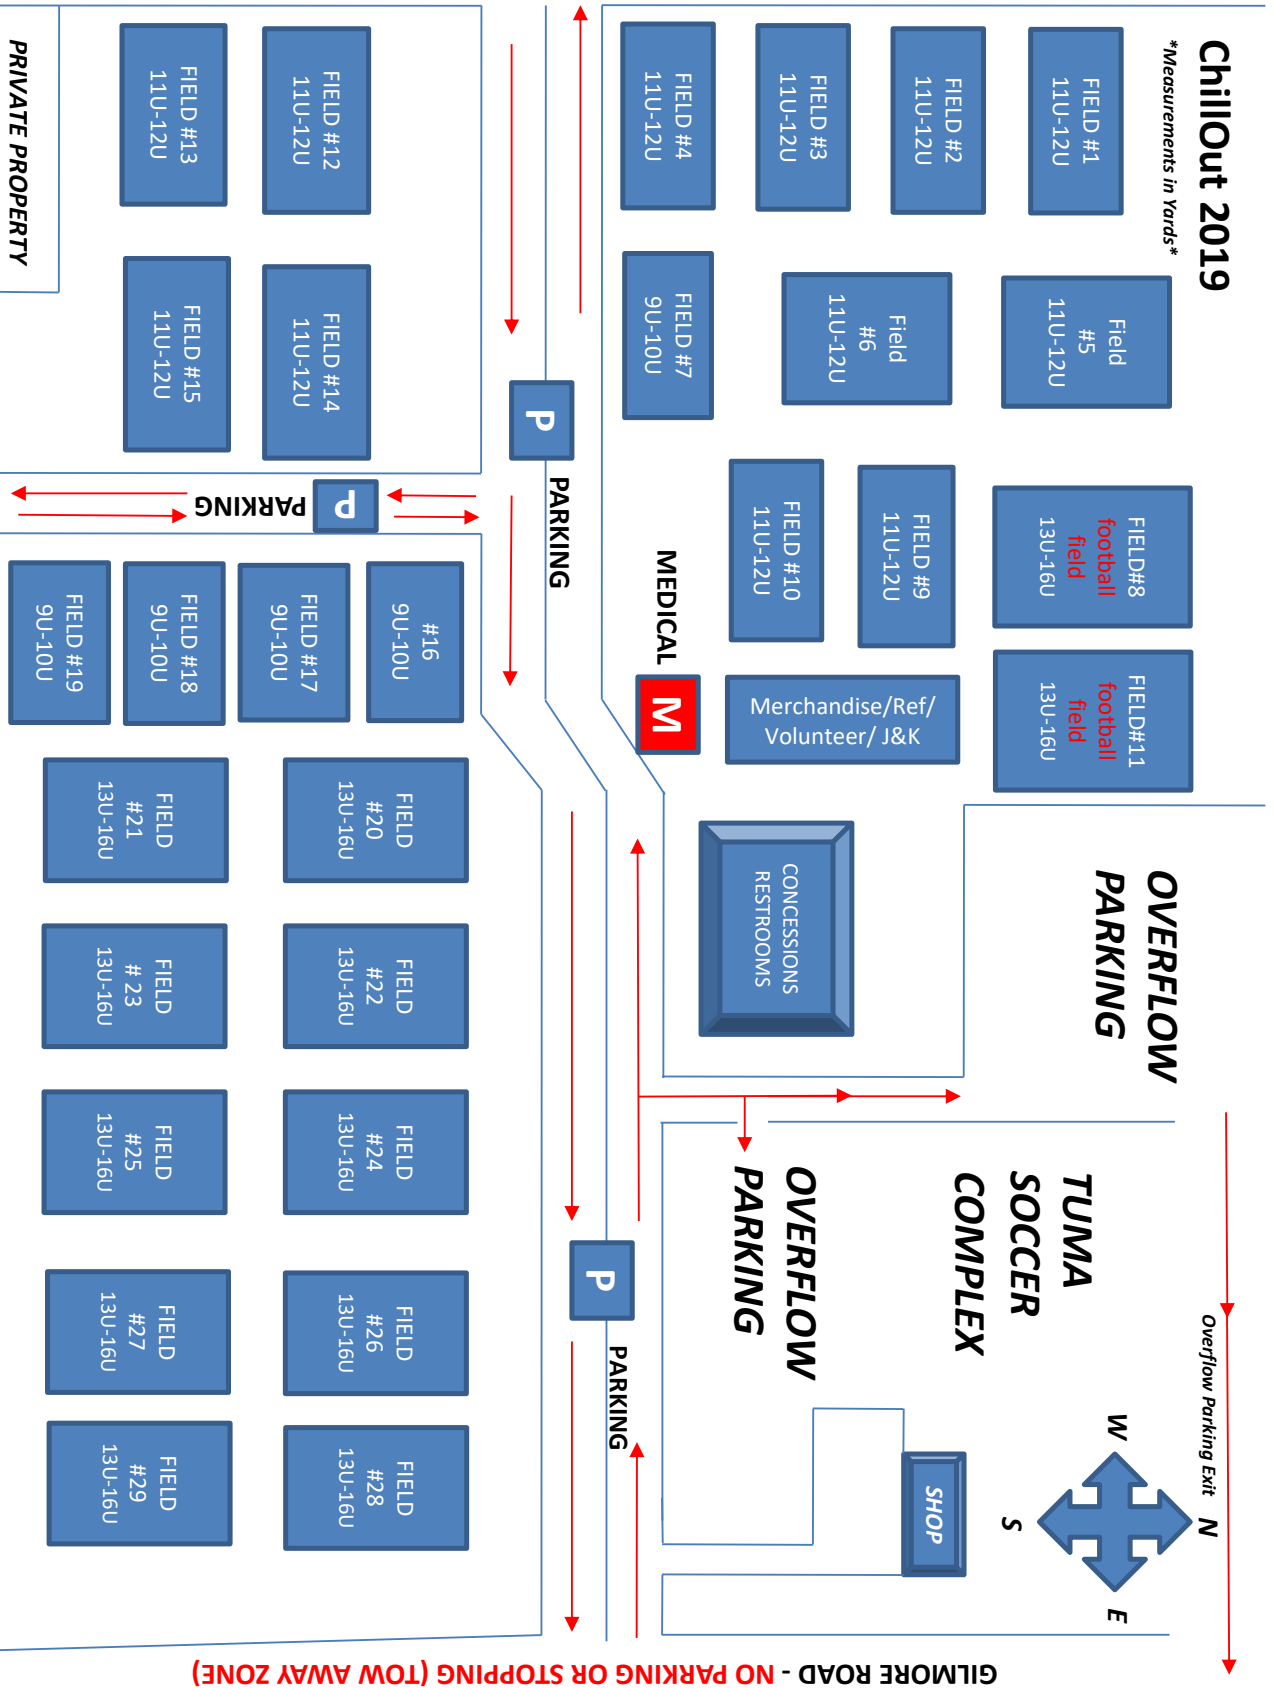 ChillOut 2019
*Measurements in Yards*
FIELD #1
11U-12U
FIELD #2
11U-12U
FIELD #3
11U-12U
FIELD #4
11U-12U
Field
#5
11U-12U
Field
#6
11U-12U
FIELD #7
9U-10U
FIELD#8
football
field
13U-16U
FIELD #9
11U-12U
FIELD #10
11U-12U
FIELD#11
football
field
13U-16U
Merchandise/Ref/
Volunteer/ J&K
MEDICAL
M
CONCESSIONS
RESTROOMS
OVERFLOW
PARKING
TUMA
SOCCER
COMPLEX
OVERFLOW
PARKING
Overflow Parking Exit
N
W
E
S
SHOP
P
PARKING
P
PARKING
P
PARKING
FIELD #12
11U-12U
FIELD #13
11U-12U
FIELD #14
11U-12U
FIELD #15
11U-12U
PRIVATE PROPERTY
#16
9U-10U
FIELD #17
9U-10U
FIELD #18
9U-10U
FIELD #19
9U-10U
FIELD
#20
13U-16U
FIELD
#21
13U-16U
FIELD
#22
13U-16U
FIELD
# 23
13U-16U
FIELD
#24
13U-16U
FIELD
#25
13U-16U
FIELD
#26
13U-16U
FIELD
#27
13U-16U
FIELD
#28
13U-16U
FIELD
#29
13U-16U
GILMORE ROAD - NO PARKING OR STOPPING (TOW AWAY ZONE)